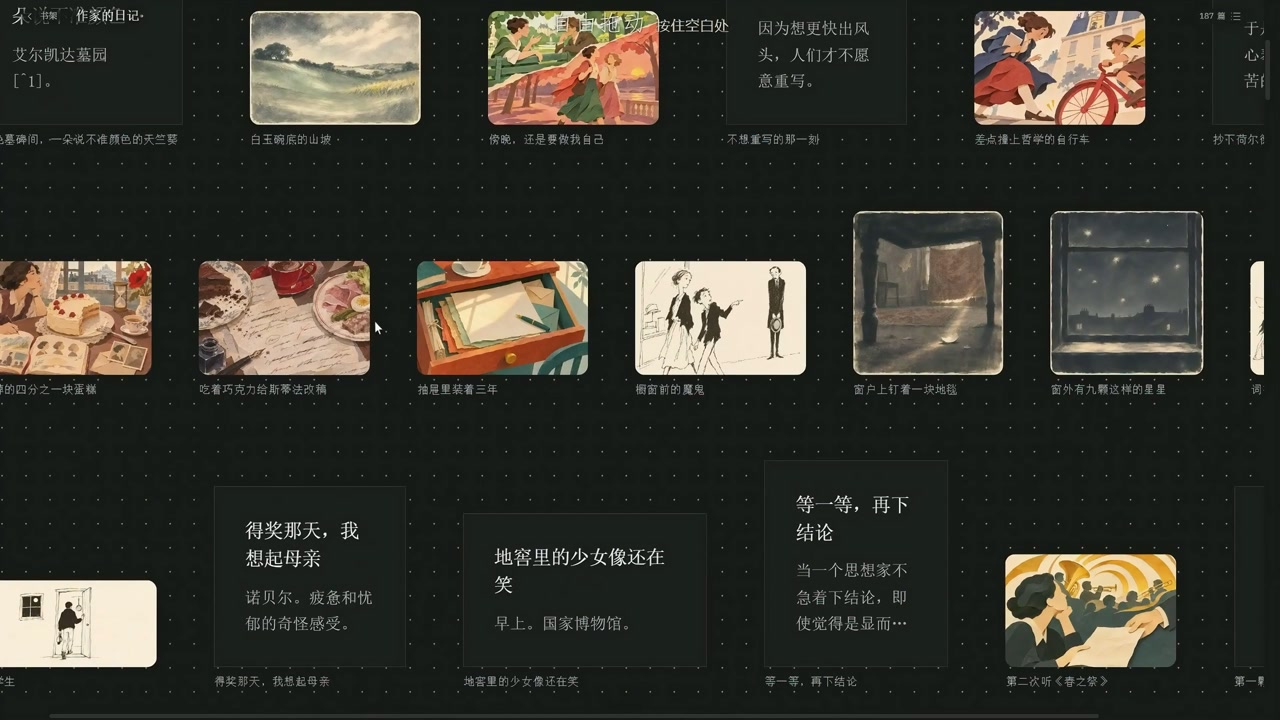 书架 作家的日记
自由拖动 按住空白处
187 篇
艾尔凯达墓园
[^1]。
因为想更快出风
头，人们才不愿
意重写。
墓碑间，一朵说不准颜色的天竺葵
白玉碗底的山坡
傍晚，还是要做我自己
不想重写的那一刻
差点撞上哲学的自行车
的四分之一块蛋糕
吃着巧克力给斯蒂法改稿
抽屉里装着三年
橱窗前的魔鬼
窗户上钉着一块地毯
窗外有九颗这样的星星
得奖那天，我
想起母亲
诺贝尔。疲惫和忧
郁的奇怪感受。
地窖里的少女像还在
笑
早上。国家博物馆。
等一等，再下
结论
当一个思想家不
急着下结论，即
使觉得是显而…
学生
得奖那天，我想起母亲
地窖里的少女像还在笑
等一等，再下结论
第二次听《春之祭》